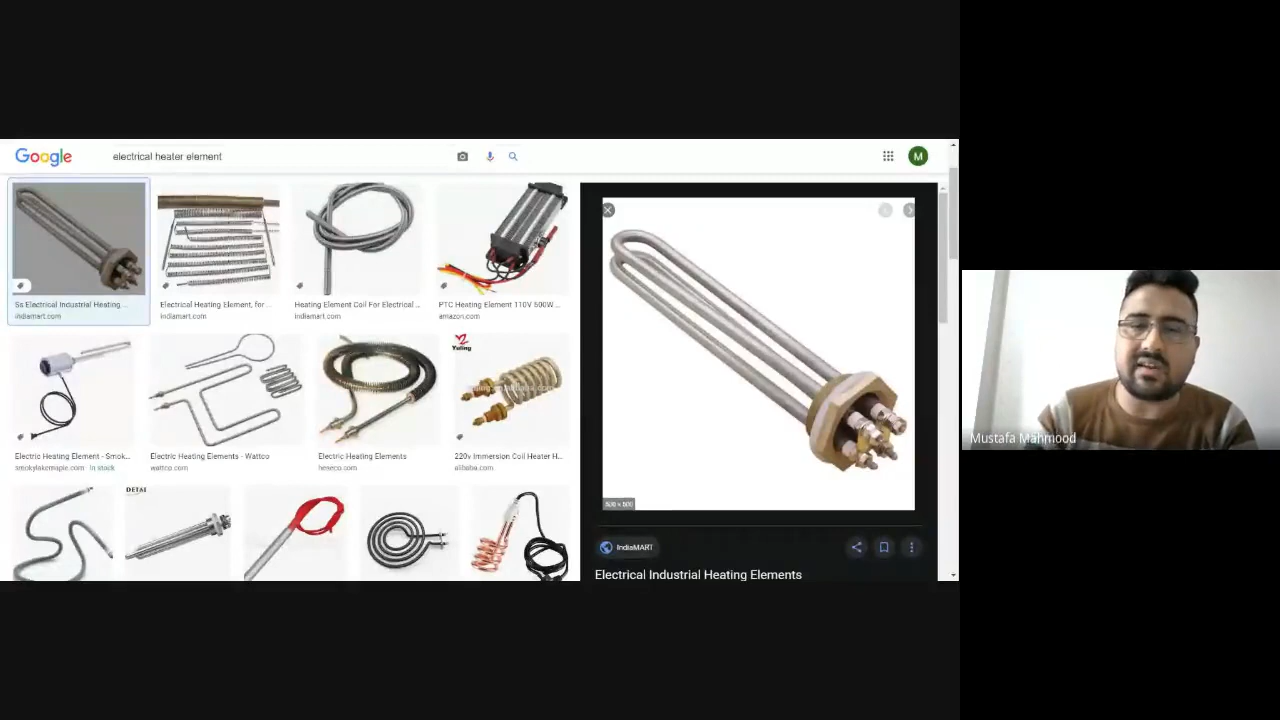 Google
electrical heater element
M
Ss Electrical Industrial Heating...
indiamart.com
Electrical Heating Element, for ...
indiamart.com
Heating Element Coil For Electrical ...
indiamart.com
PTC Heating Element 110V 500W ...
amazon.com
Yuling
Electric Heating Element - Smok...
smokylakemaple.com In stock
Electric Heating Elements - Wattco
wattco.com
Electric Heating Elements
heseco.com
220v Immersion Coil Heater H...
alibaba.com
DETAI
IndiaMART
Electrical Industrial Heating Elements
Mustafa Mahmood